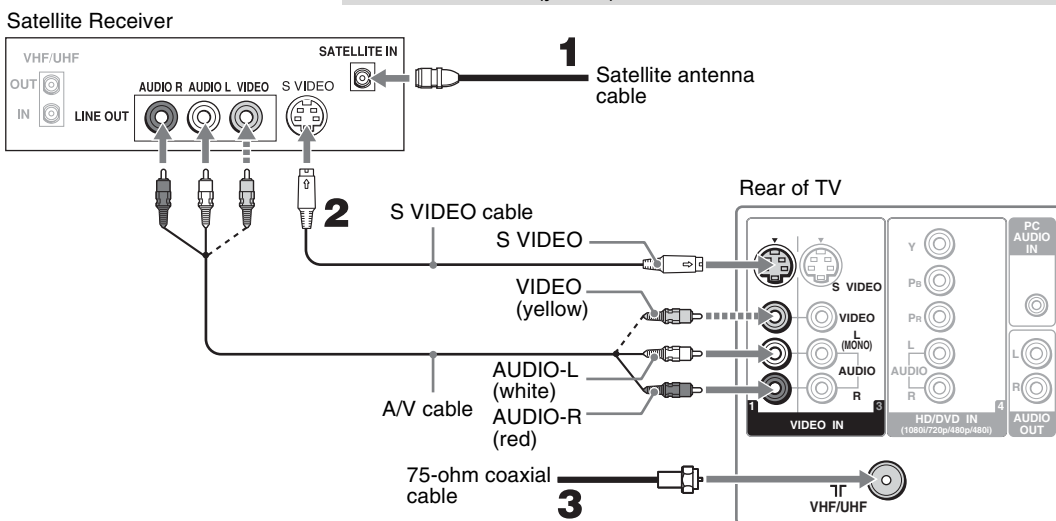 Satellite Receiver
VHF/UHF
OUT
IN
LINE OUT
AUDIO R AUDIO L VIDEO
S VIDEO
SATELLITE IN
1
Satellite antenna
cable
2
S VIDEO cable
S VIDEO
VIDEO
(yellow)
AUDIO-L
(white)
AUDIO-R
(red)
A/V cable
75-ohm coaxial
cable
3
Rear of TV
S VIDEO
VIDEO
L
(MONO)
AUDIO
R
1
3
VIDEO IN
Y
PB
PR
L
AUDIO
R
4
HD/DVD IN
(1080i/720p/480p/480i)
PC
AUDIO
IN
L
R
AUDIO
OUT
VHF/UHF